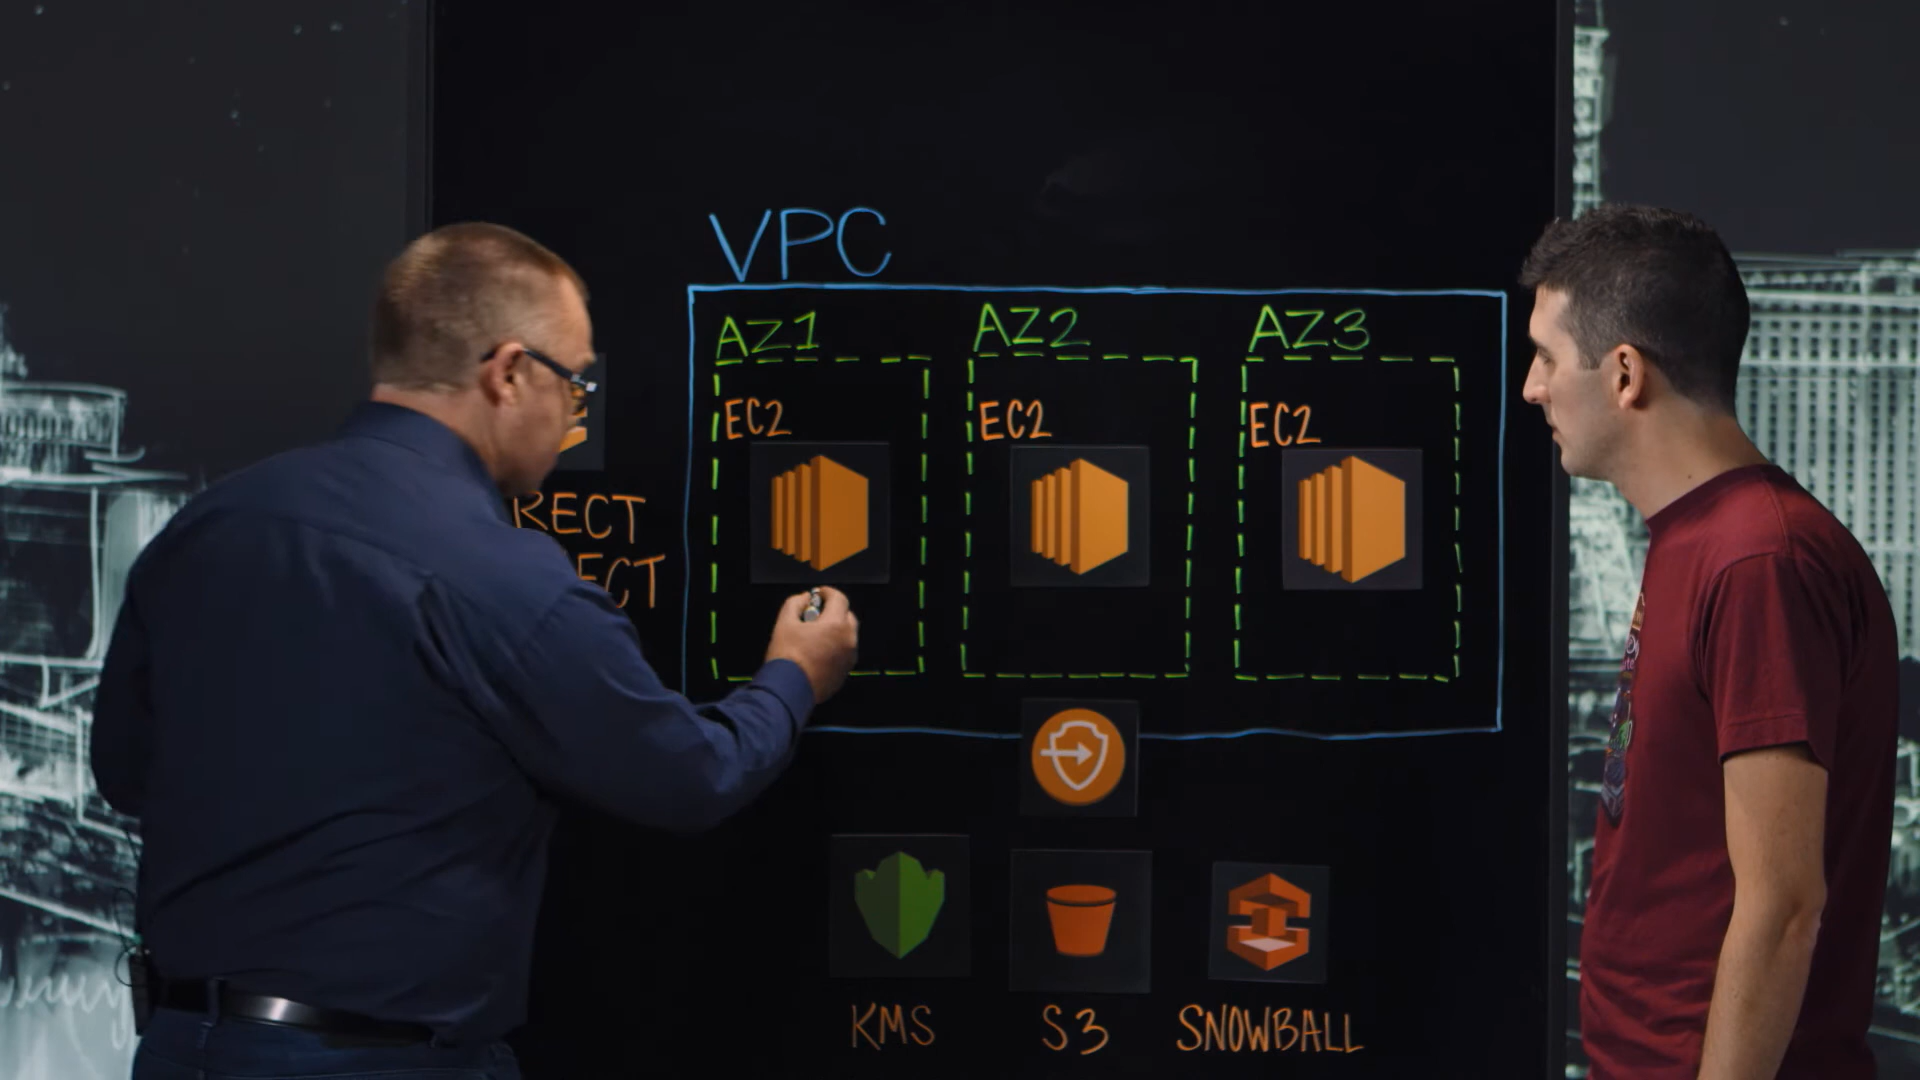 VPC
AZ1 AZ2 AZ3
EC2 EC2 EC2
RECT
ECT
KMS S3 SNOWBALL